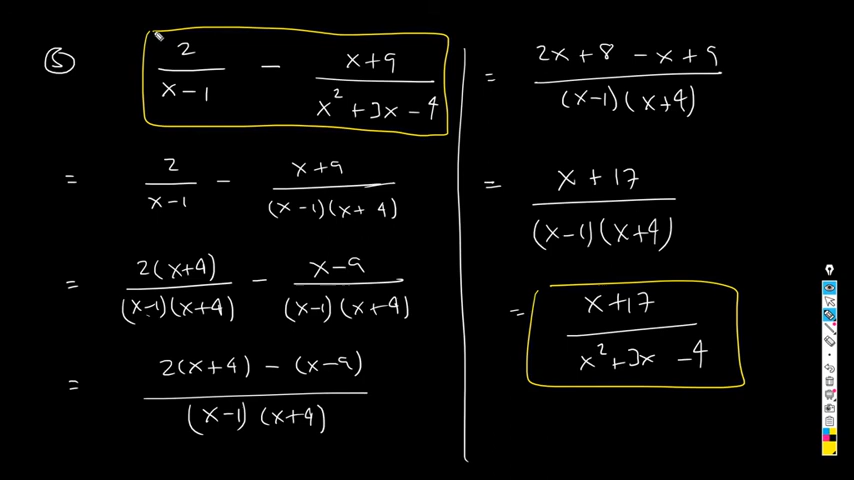 ⑤ 2/(x-1) - (x+9)/(x²+3x-4)
= 2/(x-1) - (x+9)/((x-1)(x+4))
= 2(x+4)/((x-1)(x+4)) - (x-9)/((x-1)(x+4))
= (2(x+4) - (x-9))/((x-1)(x+4))
= (2x+8-x+9)/((x-1)(x+4))
= (x+17)/((x-1)(x+4))
= (x+17)/(x²+3x-4)